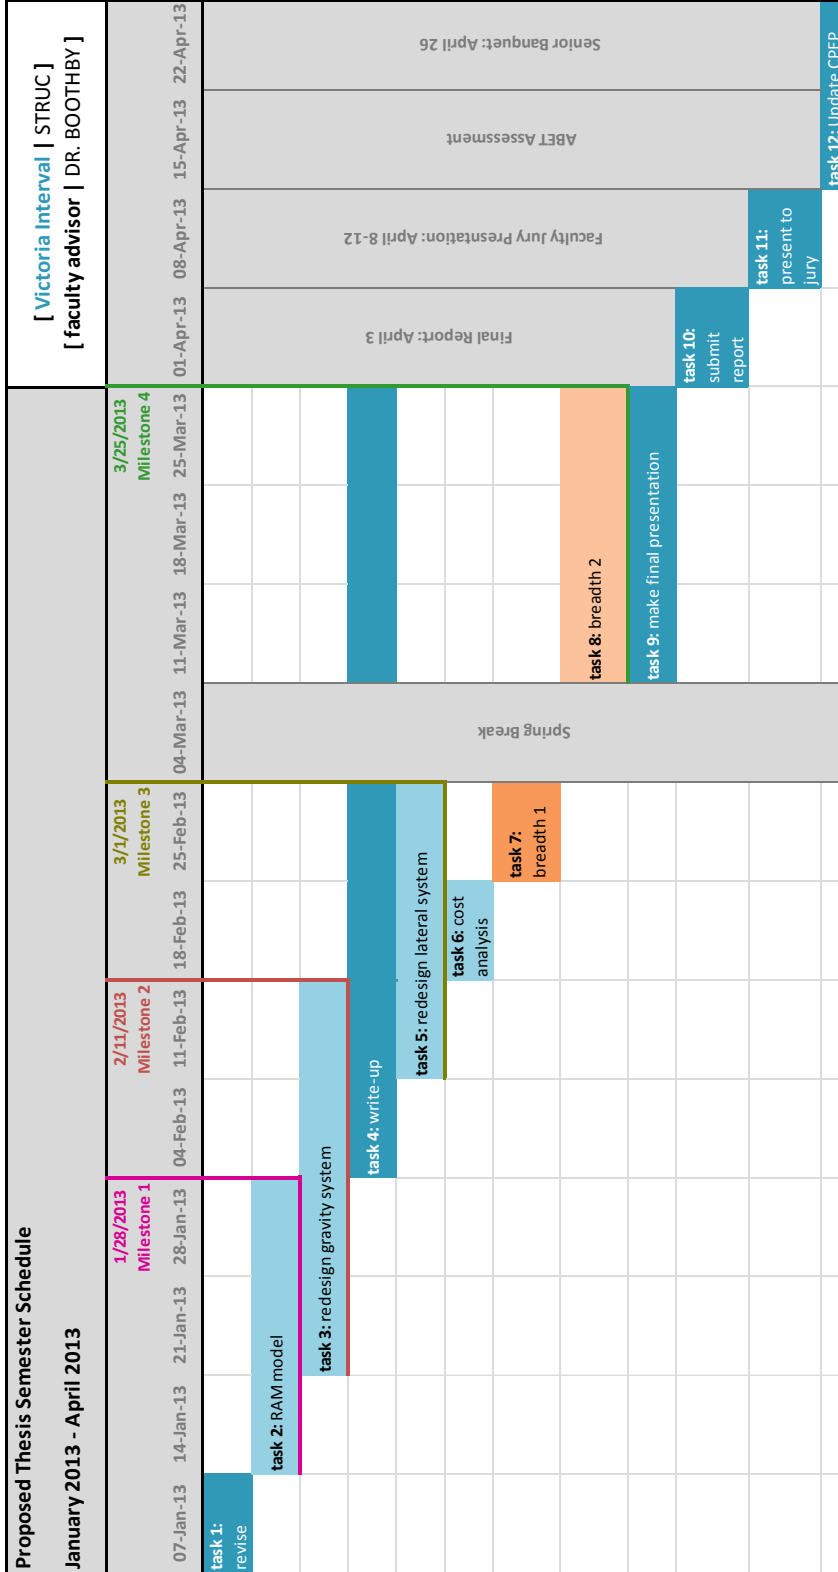 Proposed Thesis Semester Schedule
January 2013 - April 2013
[ Victoria Interval | STRUC ]
[ faculty advisor | DR. BOOTHBY ]
1/28/2013
Milestone 1
2/11/2013
Milestone 2
3/1/2013
Milestone 3
3/25/2013
Milestone 4
07-Jan-13 14-Jan-13 21-Jan-13 28-Jan-13 04-Feb-13 11-Feb-13 18-Feb-13 25-Feb-13 04-Mar-13 11-Mar-13 18-Mar-13 25-Mar-13 01-Apr-13 08-Apr-13 15-Apr-13 22-Apr-13
task 1:
revise
task 2: RAM model
task 3: redesign gravity system
task 4: write-up
task 5: redesign lateral system
task 6: cost
analysis
task 7:
breadth 1
Spring Break
task 8: breadth 2
task 9: make final presentation
Final Report: April 3
Faculty Jury Presntation: April 8-12
ABET Assessment
Senior Banquet: April 26
task 10:
submit
report
task 11:
present to
jury
task 12: Update CPEP